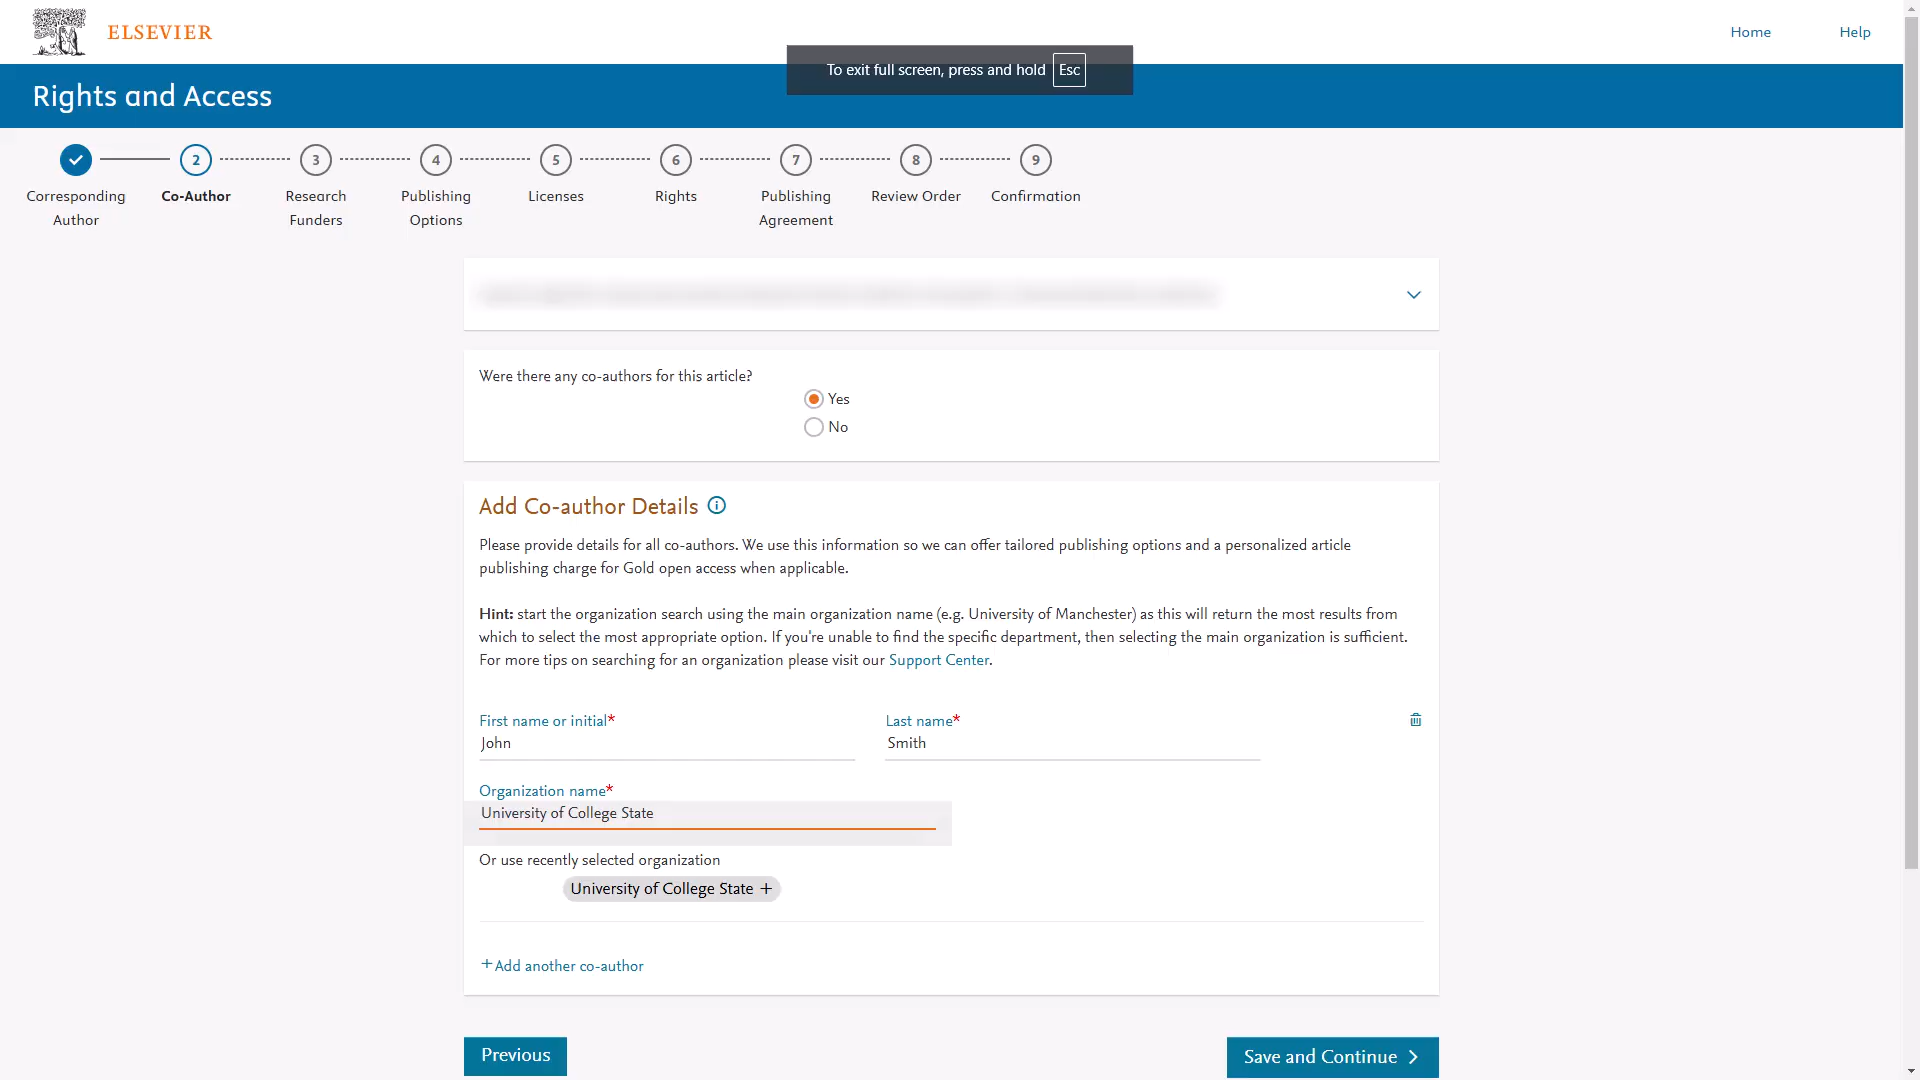 ELSEVIER
Home
Help
To exit full screen, press and hold Esc
Rights and Access
2
3
4
5
6
7
8
9
Corresponding Author
Co-Author
Research Funders
Publishing Options
Licenses
Rights
Publishing Agreement
Review Order
Confirmation
Were there any co-authors for this article?
Yes
No
Add Co-author Details
Please provide details for all co-authors. We use this information so we can offer tailored publishing options and a personalized article
publishing charge for Gold open access when applicable.
Hint: start the organization search using the main organization name (e.g. University of Manchester) as this will return the most results from
which to select the most appropriate option. If you're unable to find the specific department, then selecting the main organization is sufficient.
For more tips on searching for an organization please visit our Support Center.
First name or initial*
Last name*
John
Smith
Organization name*
University of College State
Or use recently selected organization
University of College State +
+Add another co-author
Previous
Save and Continue